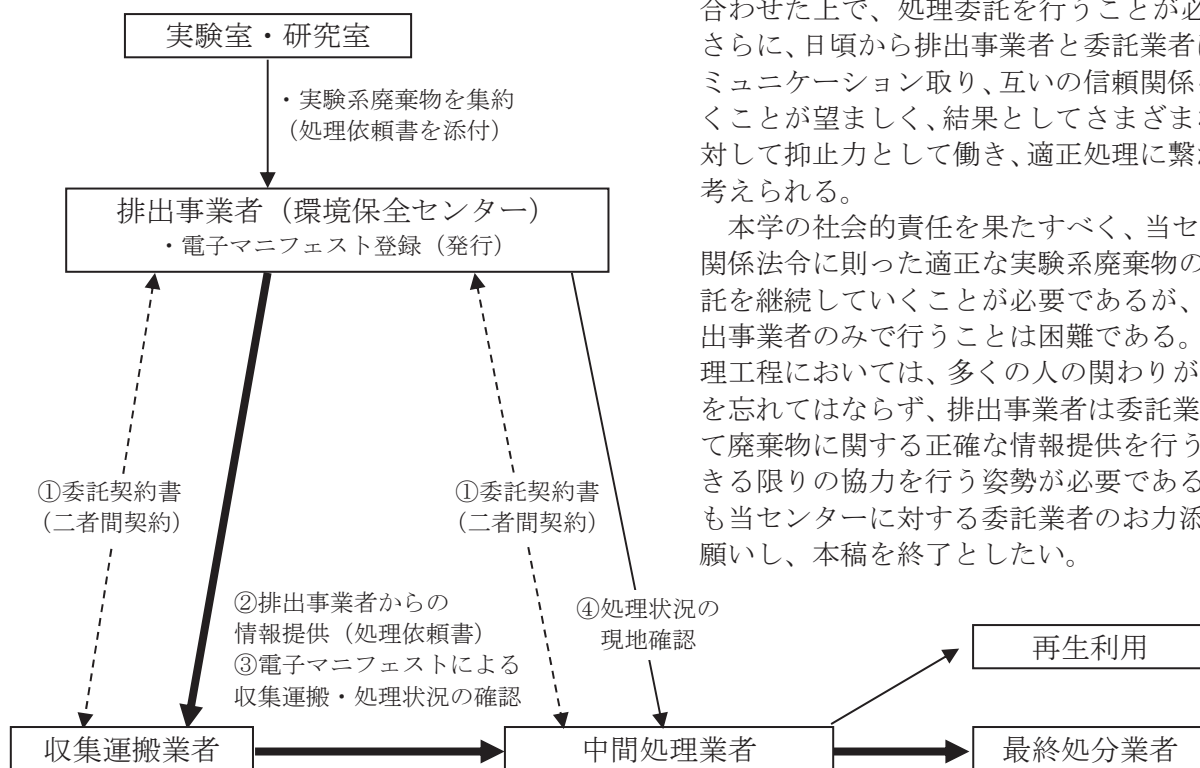 実験室・研究室
・実験系廃棄物を集約
（処理依頼書を添付）
排出事業者（環境保全センター）
・電子マニフェスト登録（発行）
①委託契約書
（二者間契約）
①委託契約書
（二者間契約）
②排出事業者からの
情報提供（処理依頼書）
③電子マニフェストによる
収集運搬・処理状況の確認
④処理状況の
現地確認
収集運搬業者
中間処理業者
再生利用
最終処分業者
合わせた上で、処理委託を行うことが必
さらに、日頃から排出事業者と委託業者
ミュニケーション取り、互いの信頼関係
くことが望ましく、結果としてさまざま
対して抑止力として働き、適正処理に繋
考えられる。
本学の社会的責任を果たすべく、当セ
関係法令に則った適正な実験系廃棄物の
託を継続していくことが必要であるが、
出事業者のみで行うことは困難である。
理工程においては、多くの人の関わりが
を忘れてはならず、排出事業者は委託業
て廃棄物に関する正確な情報提供を行う
きる限りの協力を行う姿勢が必要である
も当センターに対する委託業者のお力添
願いし、本稿を終了としたい。